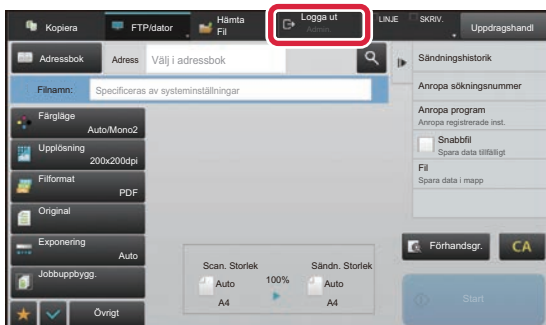 Kopiera
FTP/dator
Hämta
Fil
Logga ut
Admin.
LINJE
SKRIV.
Uppdragshandl
Adressbok
Adress
Välj i adressbok
Filnamn:
Specificeras av systeminställningar
Färgläge
Auto/Mono2
Upplösning
200x200dpi
Filformat
PDF
Original
Exponering
Auto
Jobbuppbygg.
Övrigt
Scan. Storlek
Auto
A4
100%
Sändn. Storlek
Auto
A4
Sändningshistorik
Anropa sökningsnummer
Anropa program
Anropa registrerade inst.
Snabbfil
Spara data tillfälligt
Fil
Spara data i mapp
Förhandsgr.
CA
Start